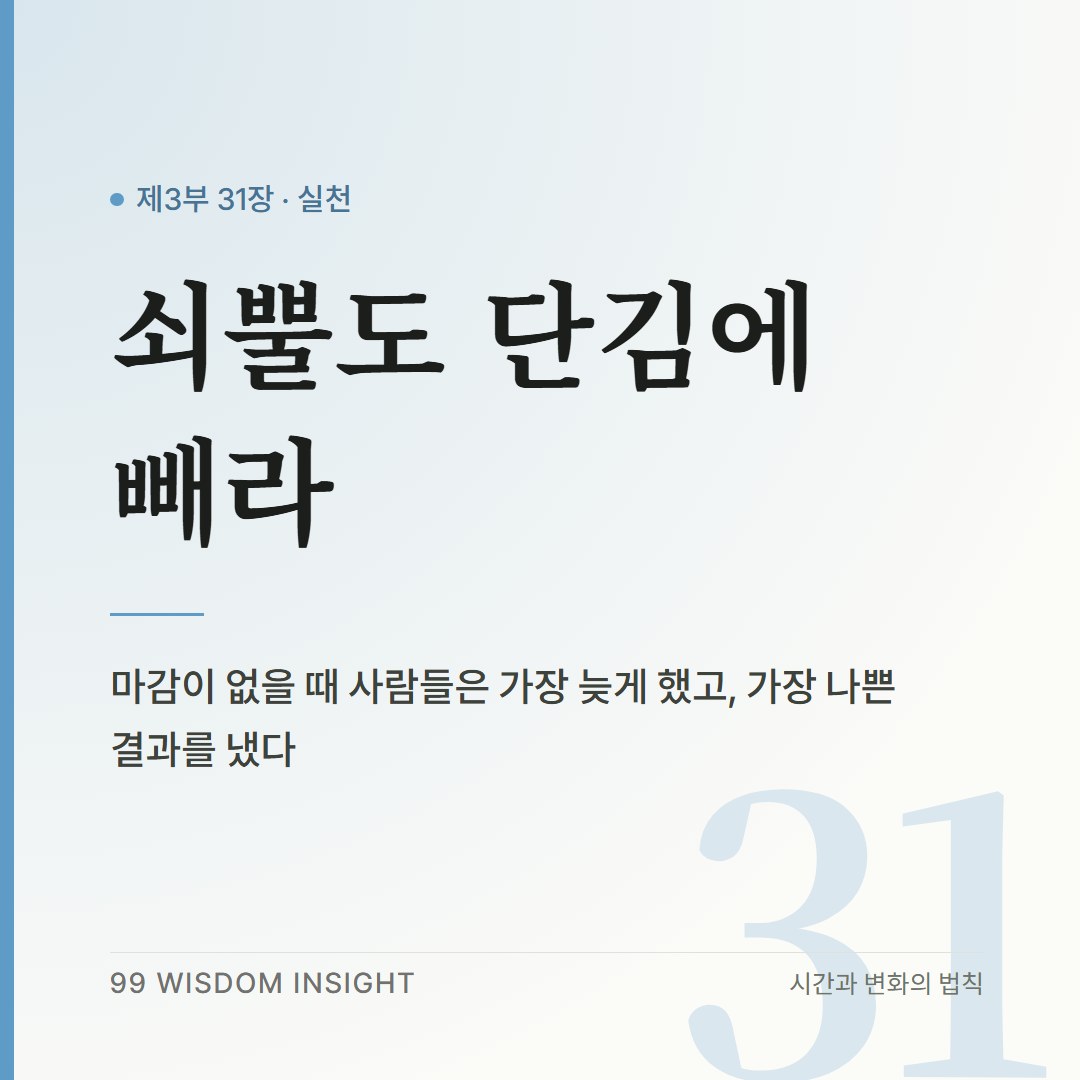 제3부 31장 · 실천
쇠뿔도 단김에
빼라
마감이 없을 때 사람들은 가장 늦게 했고, 가장 나쁜
결과를 냈다
31
99 WISDOM INSIGHT
시간과 변화의 법칙